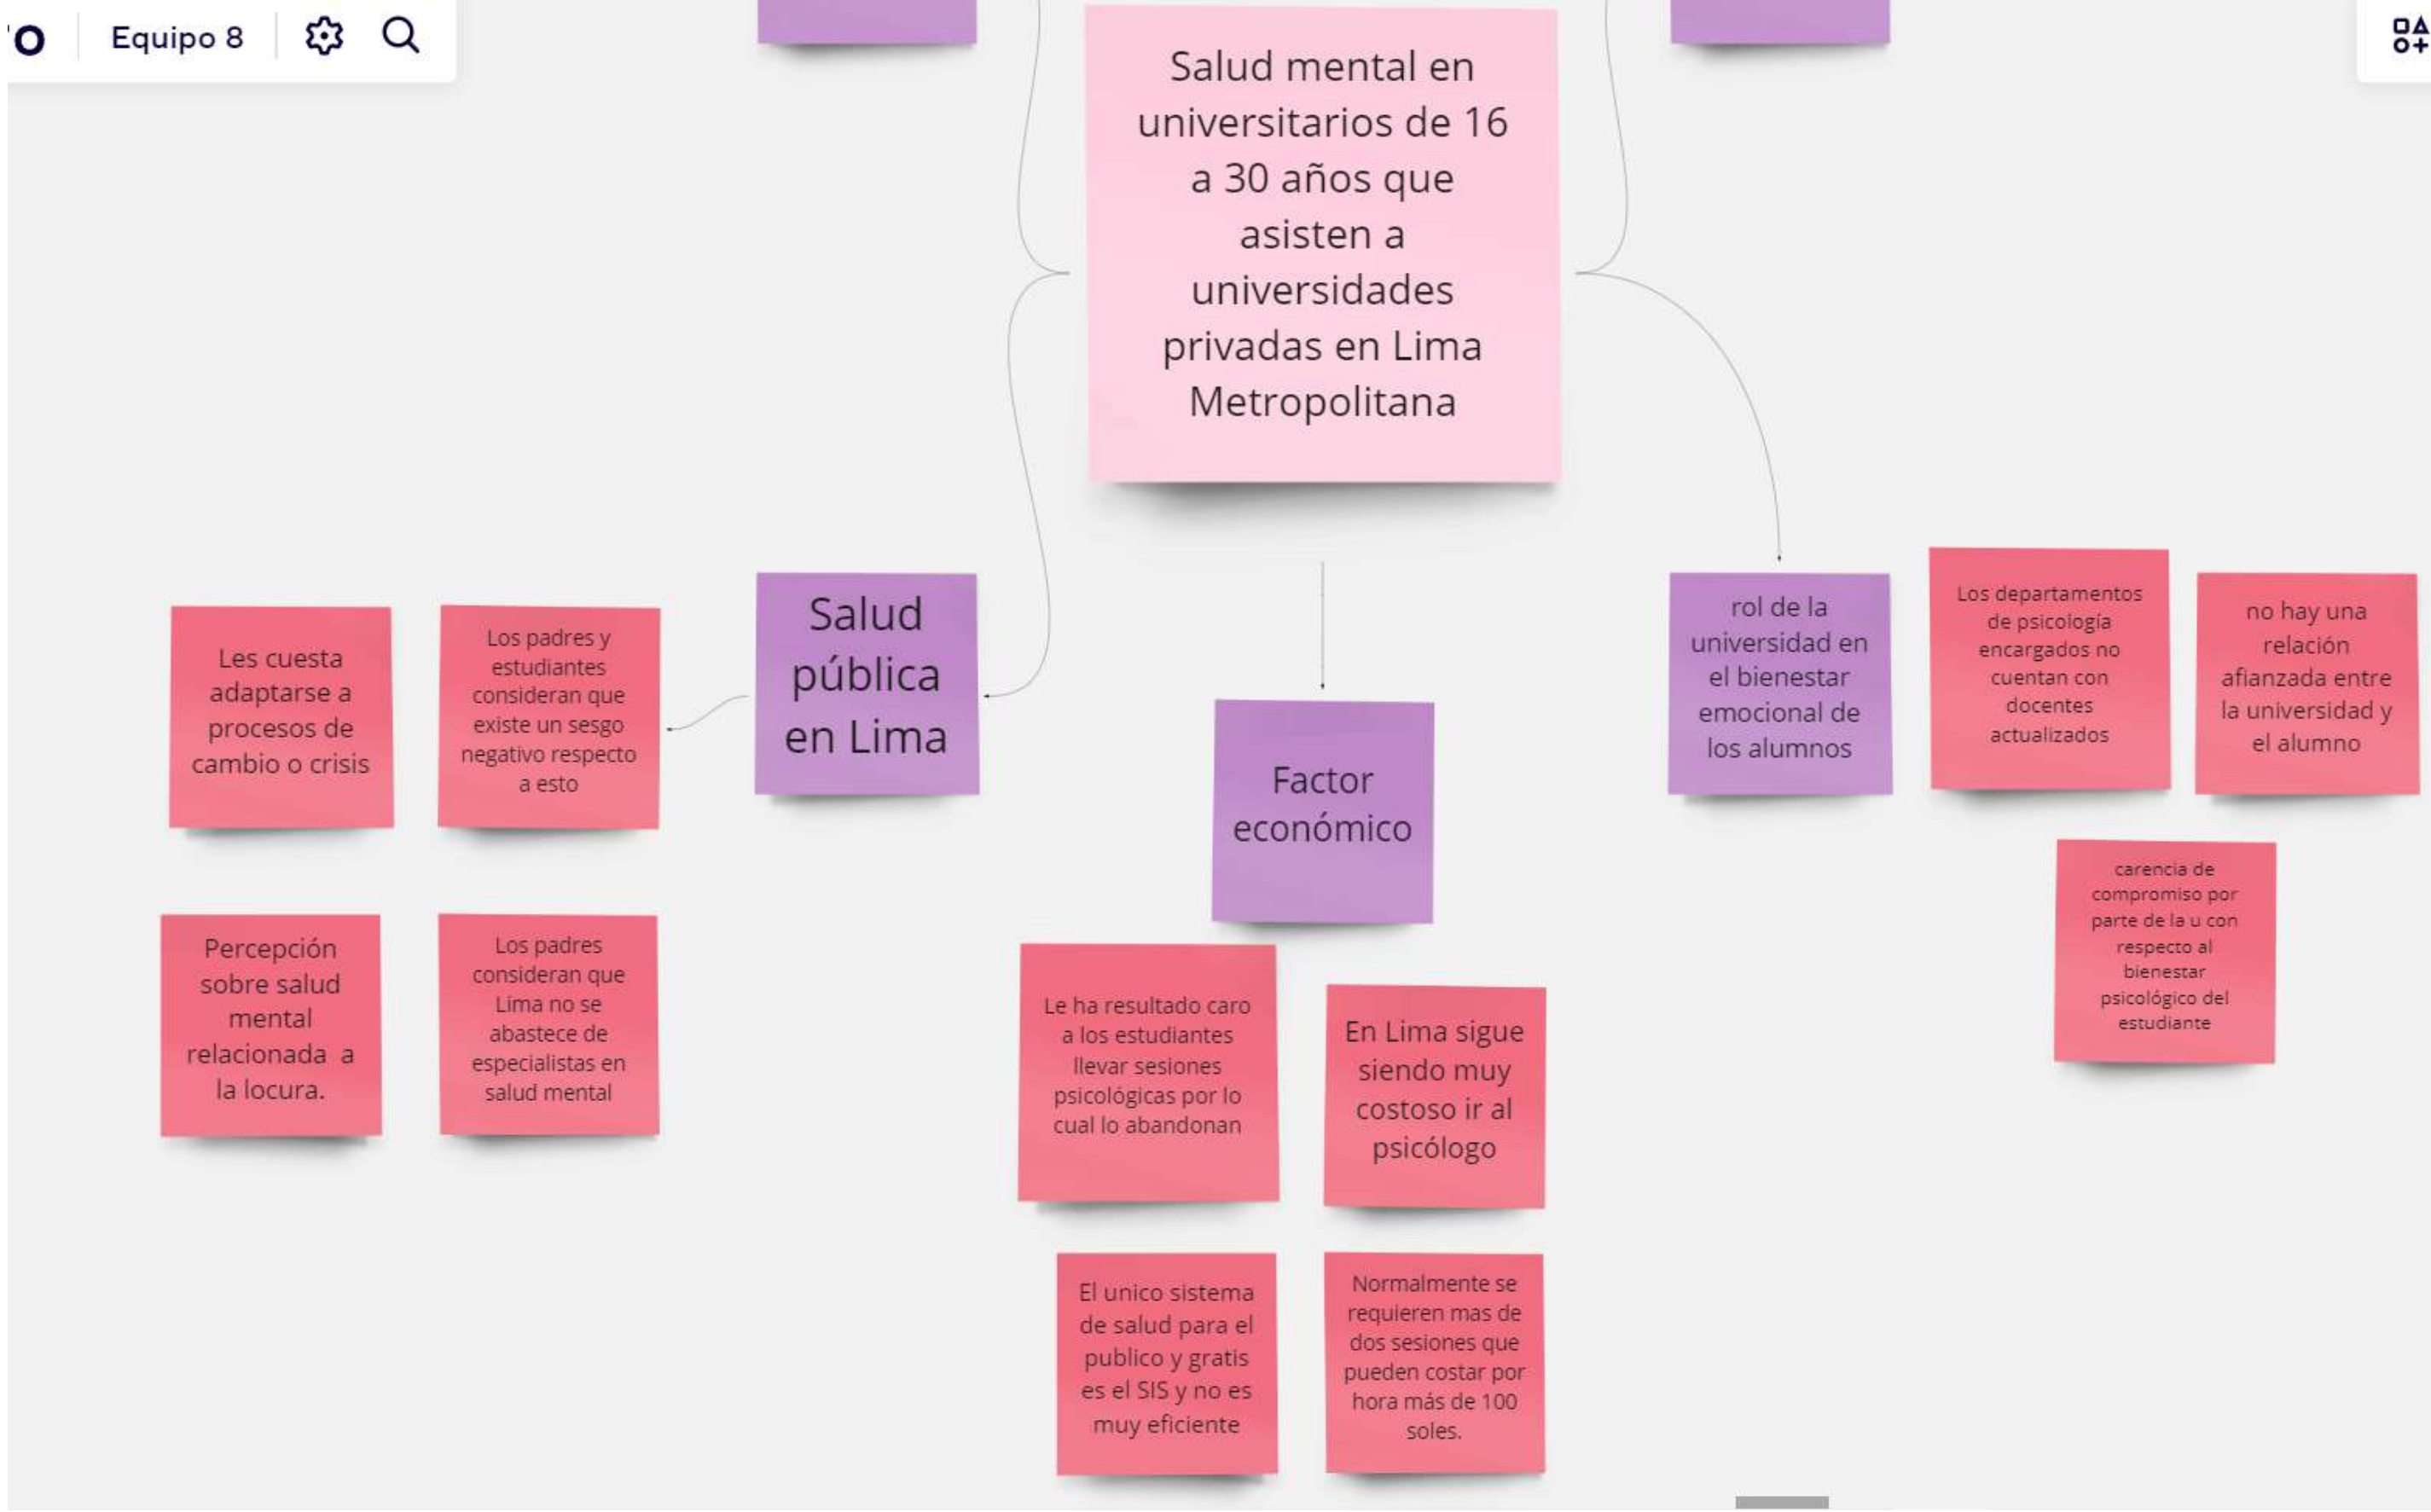 Equipo 8
Salud mental en
universitarios de 16
a 30 años que
asisten a
universidades
privadas en Lima
Metropolitana
Les cuesta
adaptarse a
procesos de
cambio o crisis
Los padres y
estudiantes
consideran que
existe un sesgo
negativo respecto
a esto
Salud
pública
en Lima
Percepción
sobre salud
mental
relacionada a
la locura.
Los padres
consideran que
Lima no se
abastece de
especialistas en
salud mental
Factor
económico
Le ha resultado caro
a los estudiantes
llevar sesiones
psicológicas por lo
cual lo abandonan
En Lima sigue
siendo muy
costoso ir al
psicólogo
El unico sistema
de salud para el
publico y gratis
es el SIS y no es
muy eficiente
Normalmente se
requieren mas de
dos sesiones que
pueden costar por
hora más de 100
soles.
rol de la
universidad en
el bienestar
emocional de
los alumnos
Los departamentos
de psicología
encargados no
cuentan con
docentes
actualizados
no hay una
relación
afianzada entre
la universidad y
el alumno
carencia de
compromiso por
parte de la u con
respecto al
bienestar
psicológico del
estudiante